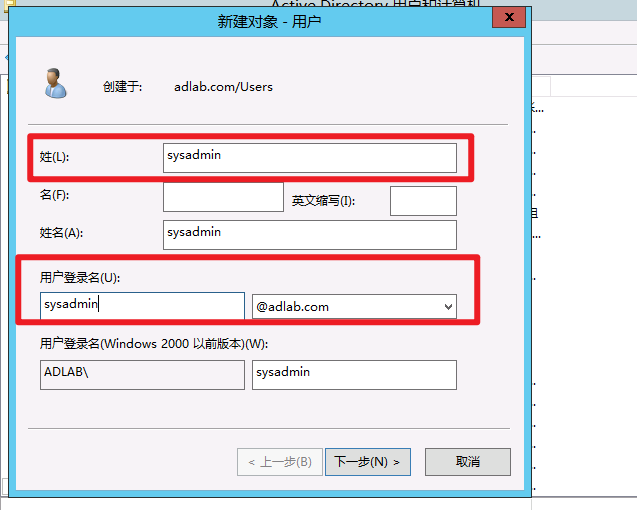 Active Directory 用户和计算机
新建对象 - 用户
x
创建于: adlab.com/Users
姓(L): sysadmin
名(F): 英文缩写(I):
姓名(A): sysadmin
用户登录名(U):
sysadmin @adlab.com
用户登录名(Windows 2000 以前版本)(W):
ADLAB\ sysadmin
< 上一步(B) 下一步(N) > 取消
组